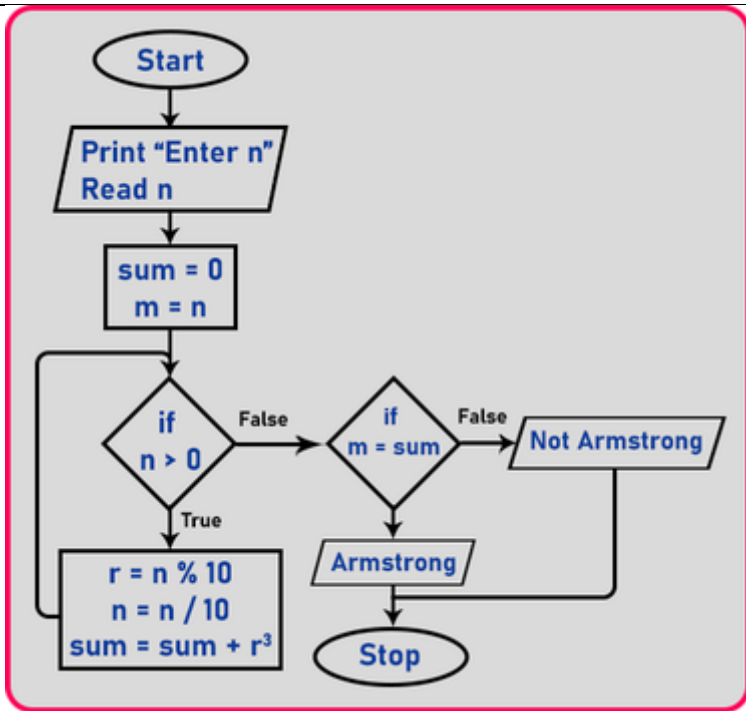 Start
Print “Enter n”
Read n
sum = 0
m = n
if
n > 0
False
if
m = sum
False
Not Armstrong
True
r = n % 10
n = n / 10
sum = sum + r³
Armstrong
Stop